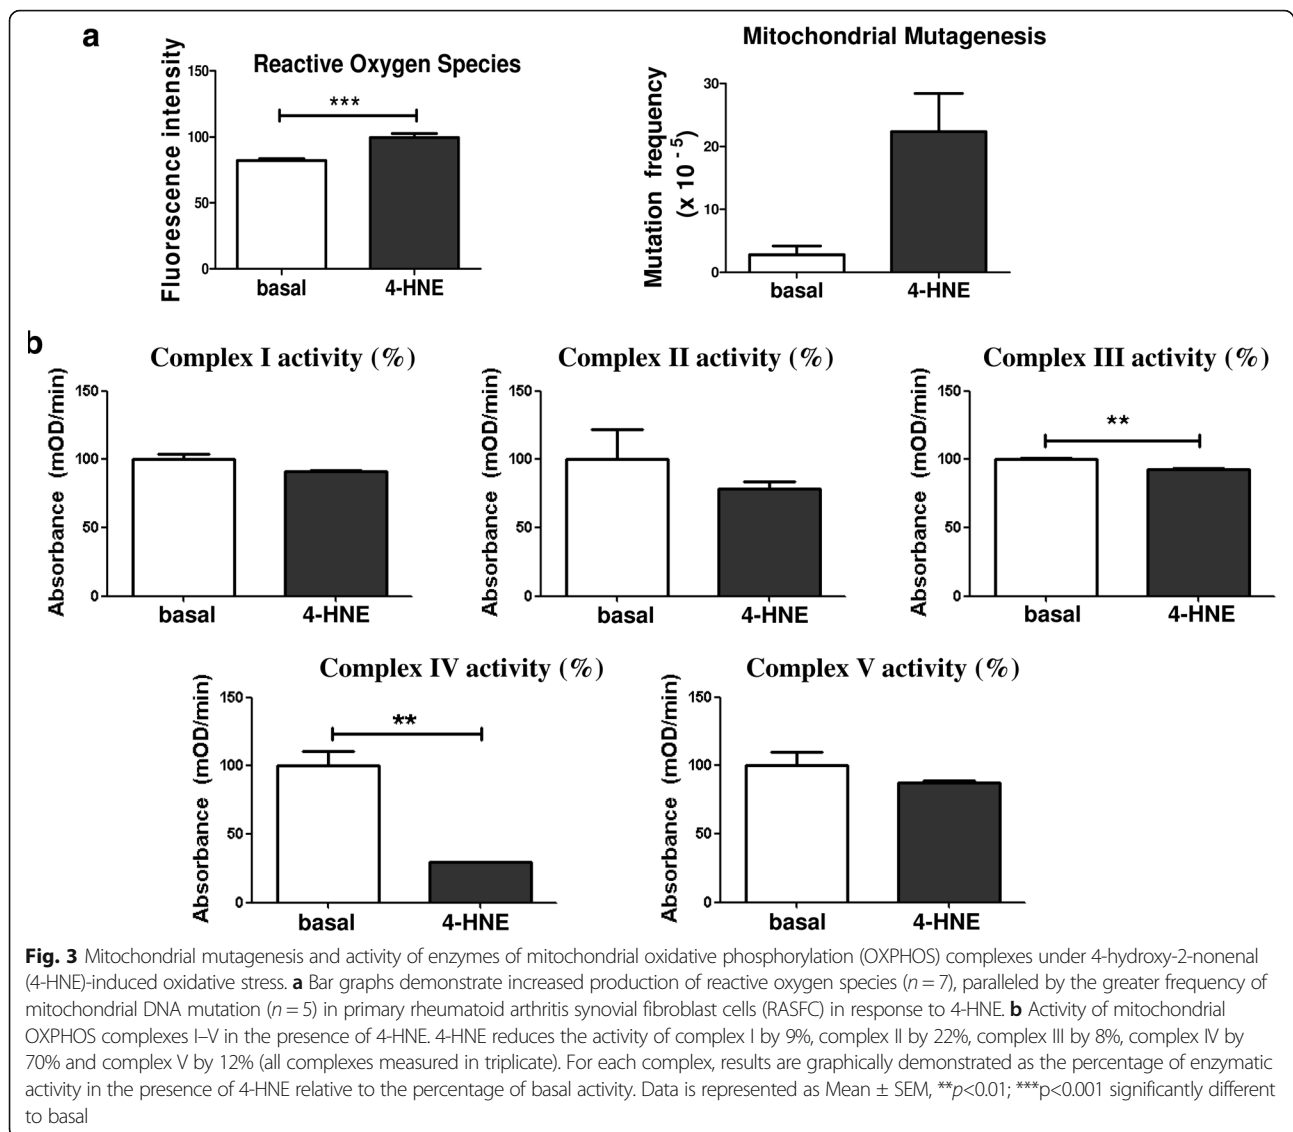 a
Reactive Oxygen Species
Fluorescence intensity
150
100
50
0
***
basal
4-HNE
Mitochondrial Mutagenesis
Mutation frequency
(x 10 - 5)
30
20
10
0
basal
4-HNE
b
Complex I activity (%)
Absorbance (mOD/min)
150
100
50
0
basal
4-HNE
Complex II activity (%)
Absorbance (mOD/min)
150
100
50
0
basal
4-HNE
Complex III activity (%)
Absorbance (mOD/min)
150
100
50
0
**
basal
4-HNE
Complex IV activity (%)
Absorbance (mOD/min)
150
100
50
0
**
basal
4-HNE
Complex V activity (%)
Absorbance (mOD/min)
150
100
50
0
basal
4-HNE
Fig. 3 Mitochondrial mutagenesis and activity of enzymes of mitochondrial oxidative phosphorylation (OXPHOS) complexes under 4-hydroxy-2-nonenal
(4-HNE)-induced oxidative stress. a Bar graphs demonstrate increased production of reactive oxygen species (n = 7), paralleled by the greater frequency of
mitochondrial DNA mutation (n = 5) in primary rheumatoid arthritis synovial fibroblast cells (RASFC) in response to 4-HNE. b Activity of mitochondrial
OXPHOS complexes I–V in the presence of 4-HNE. 4-HNE reduces the activity of complex I by 9%, complex II by 22%, complex III by 8%, complex IV by
70% and complex V by 12% (all complexes measured in triplicate). For each complex, results are graphically demonstrated as the percentage of enzymatic
activity in the presence of 4-HNE relative to the percentage of basal activity. Data is represented as Mean ± SEM, **p<0.01; ***p<0.001 significantly different
to basal